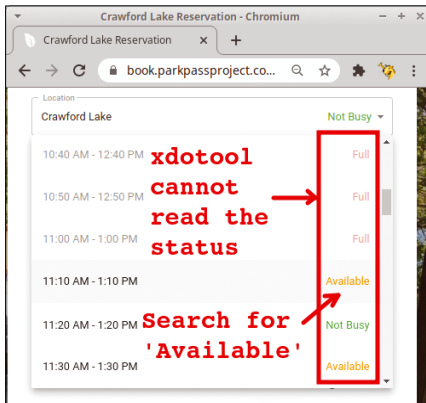 Crawford Lake Reservation - Chromium
Crawford Lake Reservation
book.parkpassproject.co...
Location
Crawford Lake Not Busy
10:40 AM - 12:40 PM Full
10:50 AM - 12:50 PM Full
11:00 AM - 1:00 PM Full
xdotool
cannot
read the
status
11:10 AM - 1:10 PM Available
11:20 AM - 1:20 PM Not Busy
11:30 AM - 1:30 PM Available
Search for
'Available'